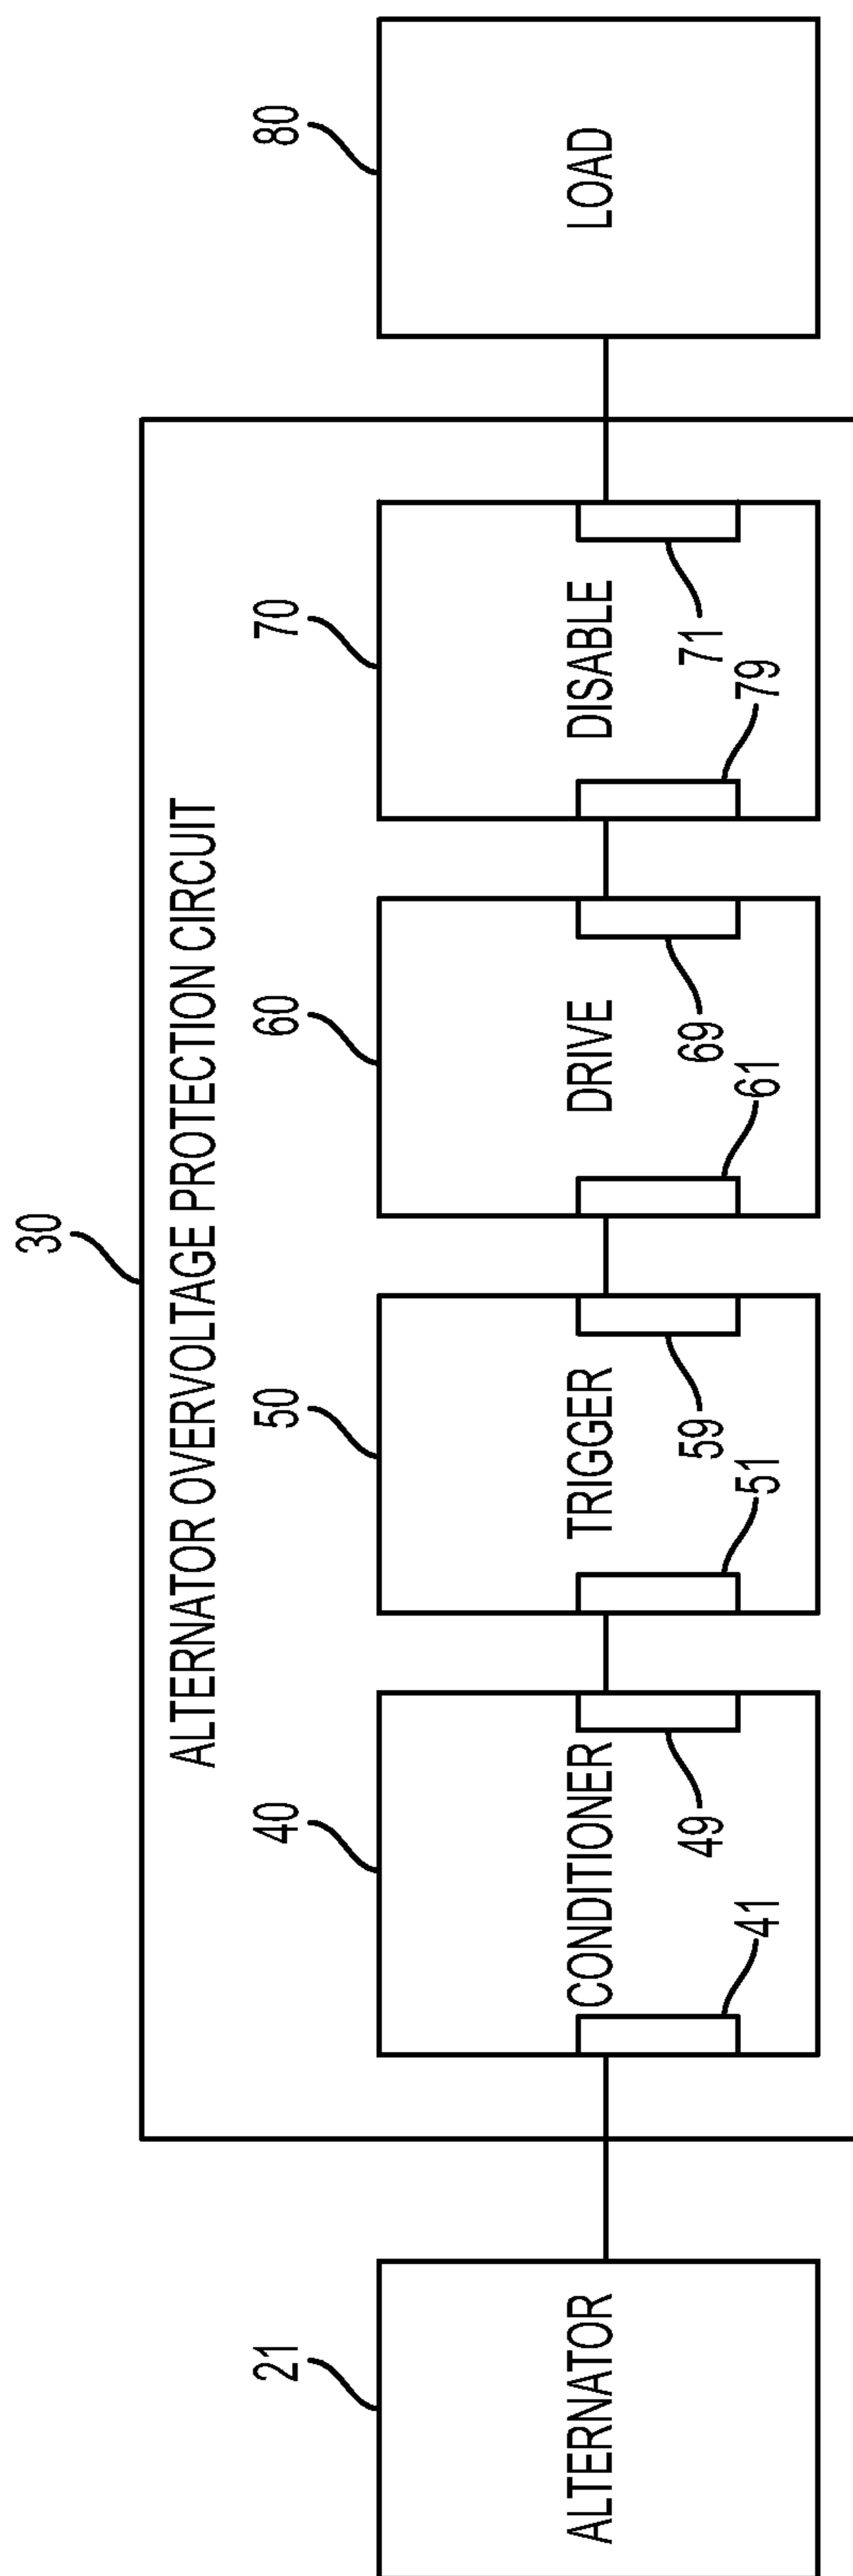 30
ALTERNATOR OVERVOLTAGE PROTECTION CIRCUIT
21
40
50
60
70
80
ALTERNATOR
CONDITIONER
TRIGGER
DRIVE
DISABLE
LOAD
49
59
69
71
41
51
61
79